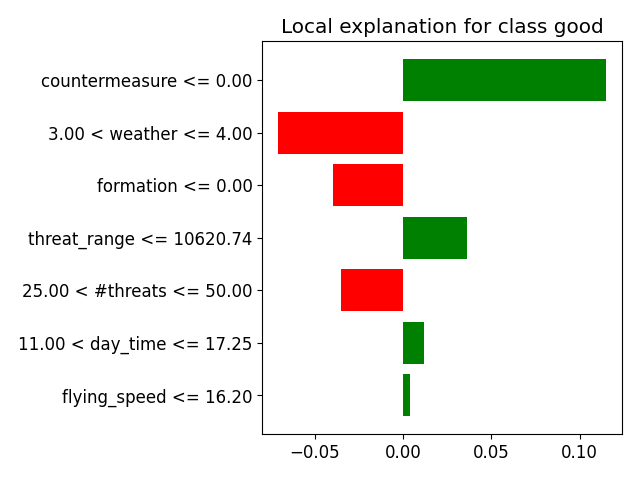 Local explanation for class good
countermeasure <= 0.00
3.00 < weather <= 4.00
formation <= 0.00
threat_range <= 10620.74
25.00 < #threats <= 50.00
11.00 < day_time <= 17.25
flying_speed <= 16.20
−0.05 0.00 0.05 0.10